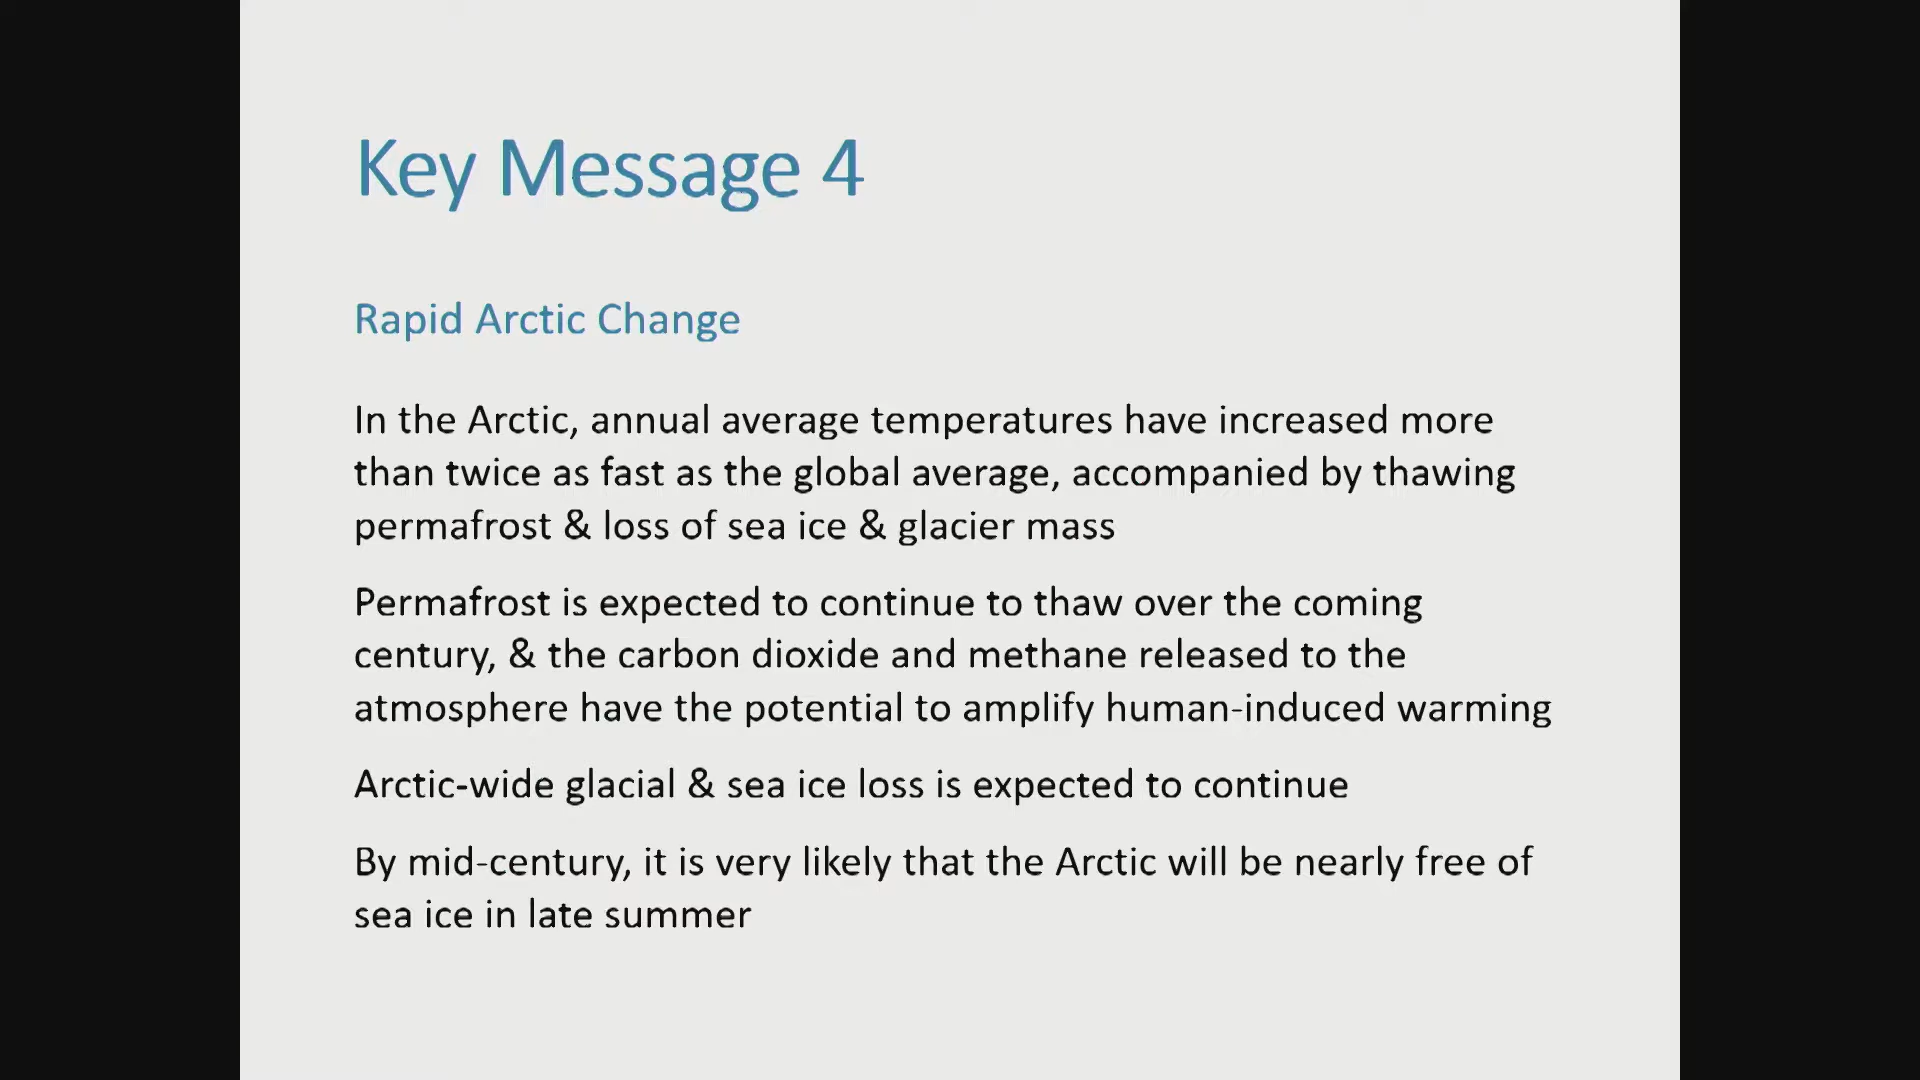 Key Message 4
Rapid Arctic Change
In the Arctic, annual average temperatures have increased more
than twice as fast as the global average, accompanied by thawing
permafrost & loss of sea ice & glacier mass
Permafrost is expected to continue to thaw over the coming
century, & the carbon dioxide and methane released to the
atmosphere have the potential to amplify human-induced warming
Arctic-wide glacial & sea ice loss is expected to continue
By mid-century, it is very likely that the Arctic will be nearly free of
sea ice in late summer